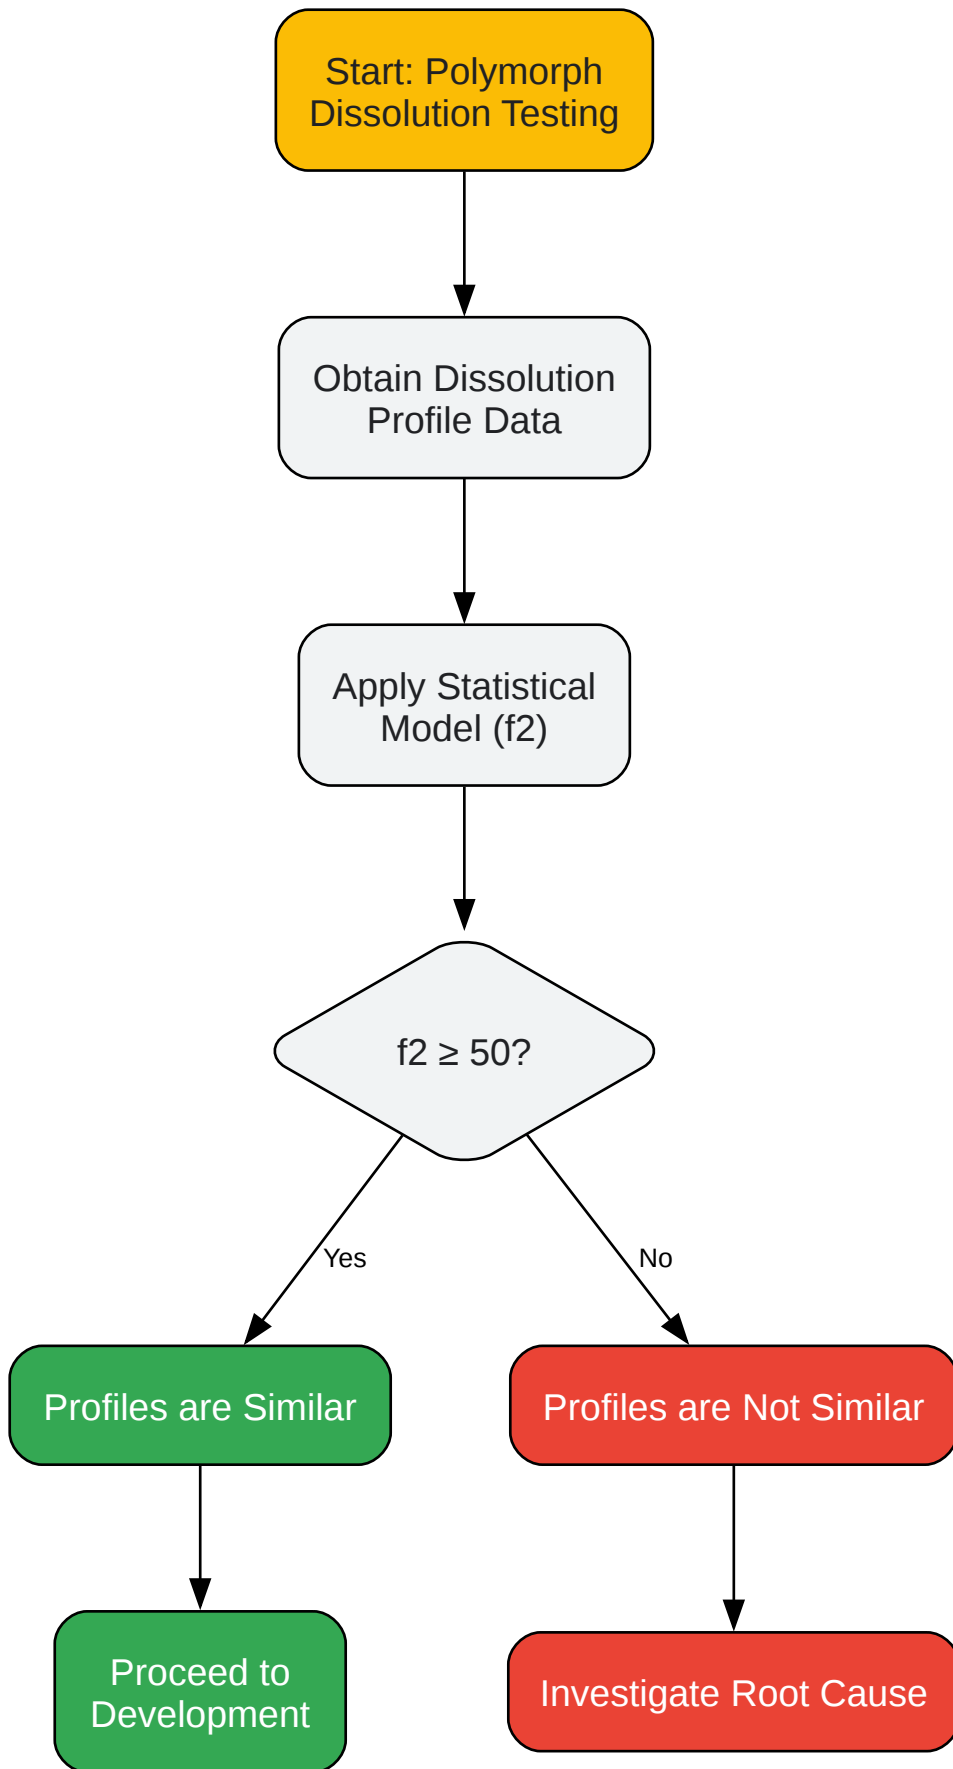 Start: Polymorph
Dissolution Testing
Obtain Dissolution
Profile Data
Apply Statistical
Model (f2)
f2 ≥ 50?
Yes
No
Profiles are Similar
Profiles are Not Similar
Proceed to
Development
Investigate Root Cause